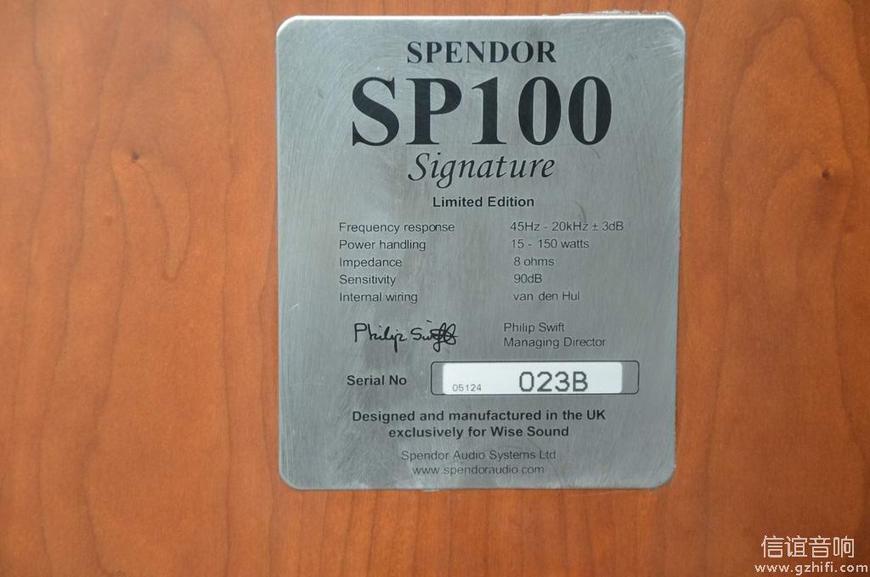 SPENDOR
SP100
Signature
Limited Edition
Frequency response 45Hz - 20kHz ± 3dB
Power handling 15 - 150 watts
Impedance 8 ohms
Sensitivity 90dB
Internal wiring van den Hul
Philip Swift Philip Swift
Managing Director
Serial No 05124 023B
Designed and manufactured in the UK
exclusively for Wise Sound
Spendor Audio Systems Ltd
www.spendoraudio.com
信谊音响
www.gzhifi.com